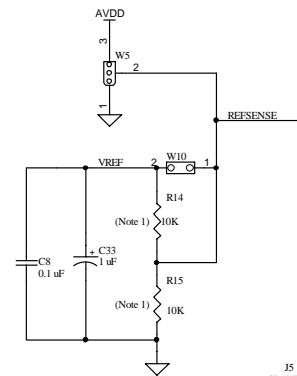 AVDD
3
W5
2
1
REFSENSE
VREF
2
W10
1
R14
(Note 1)
10K
C8
0.1 uF
C33
+
1 uF
R15
(Note 1)
10K
J5